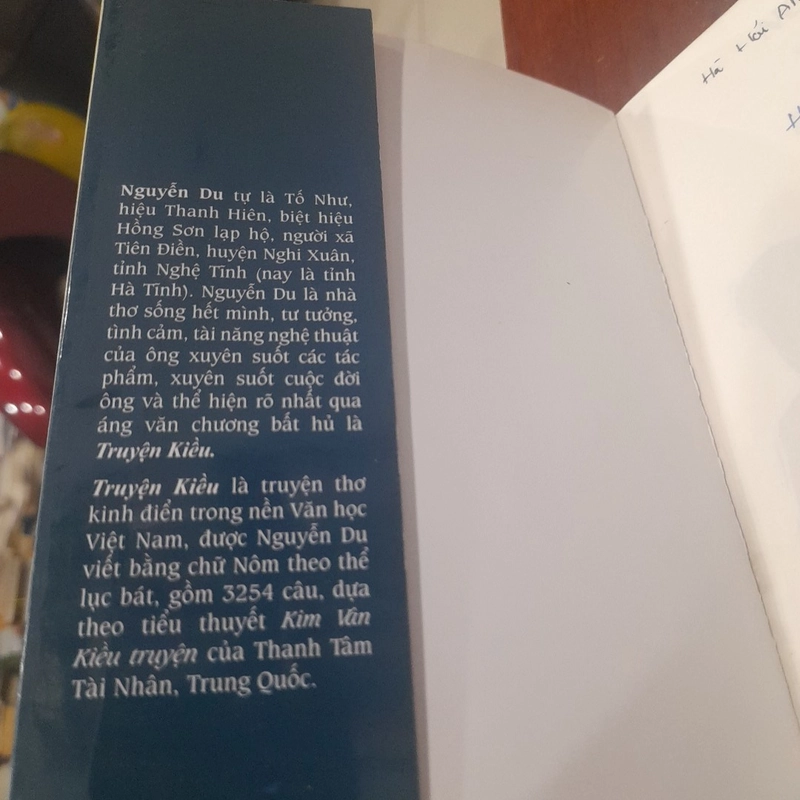 Nguyễn Du tự là Tố Như,
hiệu Thanh Hiên, biệt hiệu
Hồng Sơn lạp hộ, người xã
Tiên Điền, huyện Nghi Xuân,
tỉnh Nghệ Tĩnh (nay là tỉnh
Hà Tĩnh). Nguyễn Du là nhà
thơ sống hết mình, tư tưởng,
tình cảm, tài năng nghệ thuật
của ông xuyên suốt các tác
phẩm, xuyên suốt cuộc đời
ông và thể hiện rõ nhất qua
áng văn chương bất hủ là
Truyện Kiều.
Truyện Kiều là truyện thơ
kinh điển trong nền Văn học
Việt Nam, được Nguyễn Du
viết bằng chữ Nôm theo thể
lục bát, gồm 3254 câu, dựa
theo tiểu thuyết Kim Vân
Kiều truyện của Thanh Tâm
Tài Nhân, Trung Quốc.
Hà